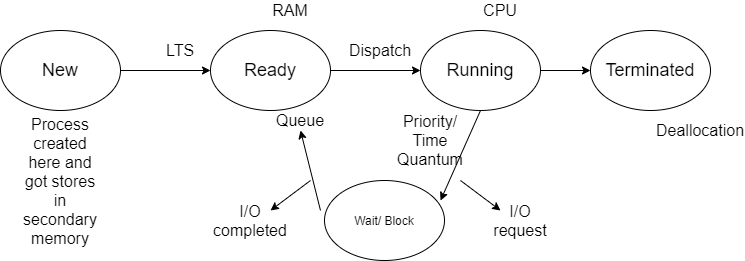 RAM
CPU
LTS
Dispatch
New
Ready
Running
Terminated
Process
created
here and
got stores
in
secondary
memory
Queue
Priority/
Time
Quantum
Deallocation
I/O
completed
Wait/ Block
I/O
request